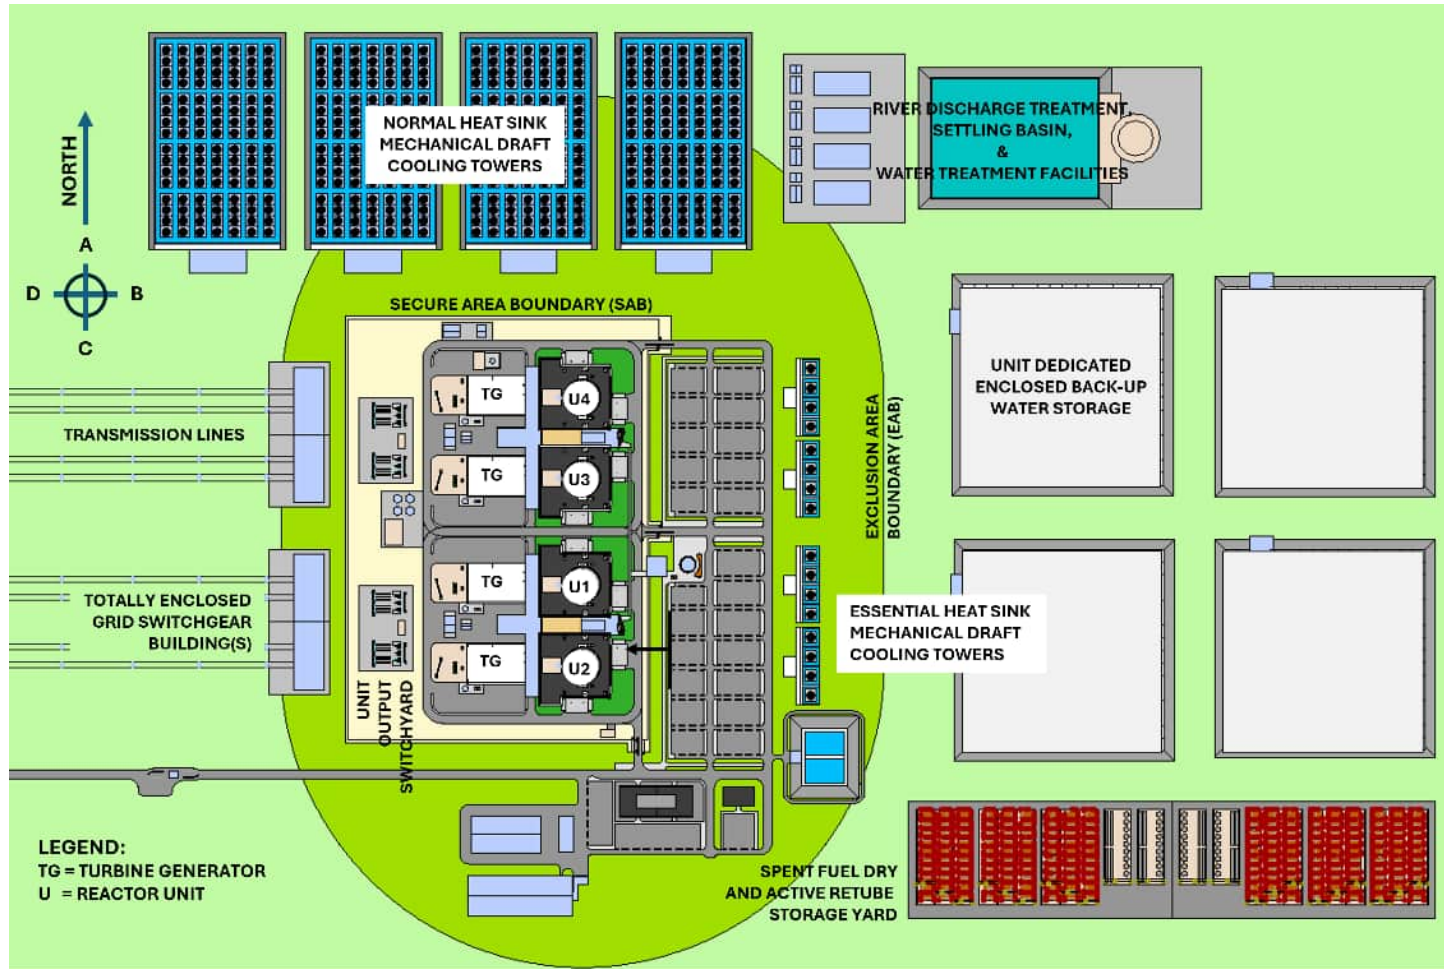 NORMAL HEAT SINK
MECHANICAL DRAFT
COOLING TOWERS
RIVER DISCHARGE TREATMENT,
SETTLING BASIN,
&
WATER TREATMENT FACILITIES
NORTH
A
D
B
C
SECURE AREA BOUNDARY (SAB)
UNIT DEDICATED
ENCLOSED BACK-UP
WATER STORAGE
TG
U4
TRANSMISSION LINES
EXCLUSION AREA
BOUNDARY (EAB)
TG
U3
TG
U1
TOTALLY ENCLOSED
GRID SWITCHGEAR
BUILDING(S)
ESSENTIAL HEAT SINK
MECHANICAL DRAFT
COOLING TOWERS
TG
U2
UNIT
OUTPUT
SWITCHYARD
LEGEND:
TG = TURBINE GENERATOR
U = REACTOR UNIT
SPENT FUEL DRY
AND ACTIVE RETUBE
STORAGE YARD